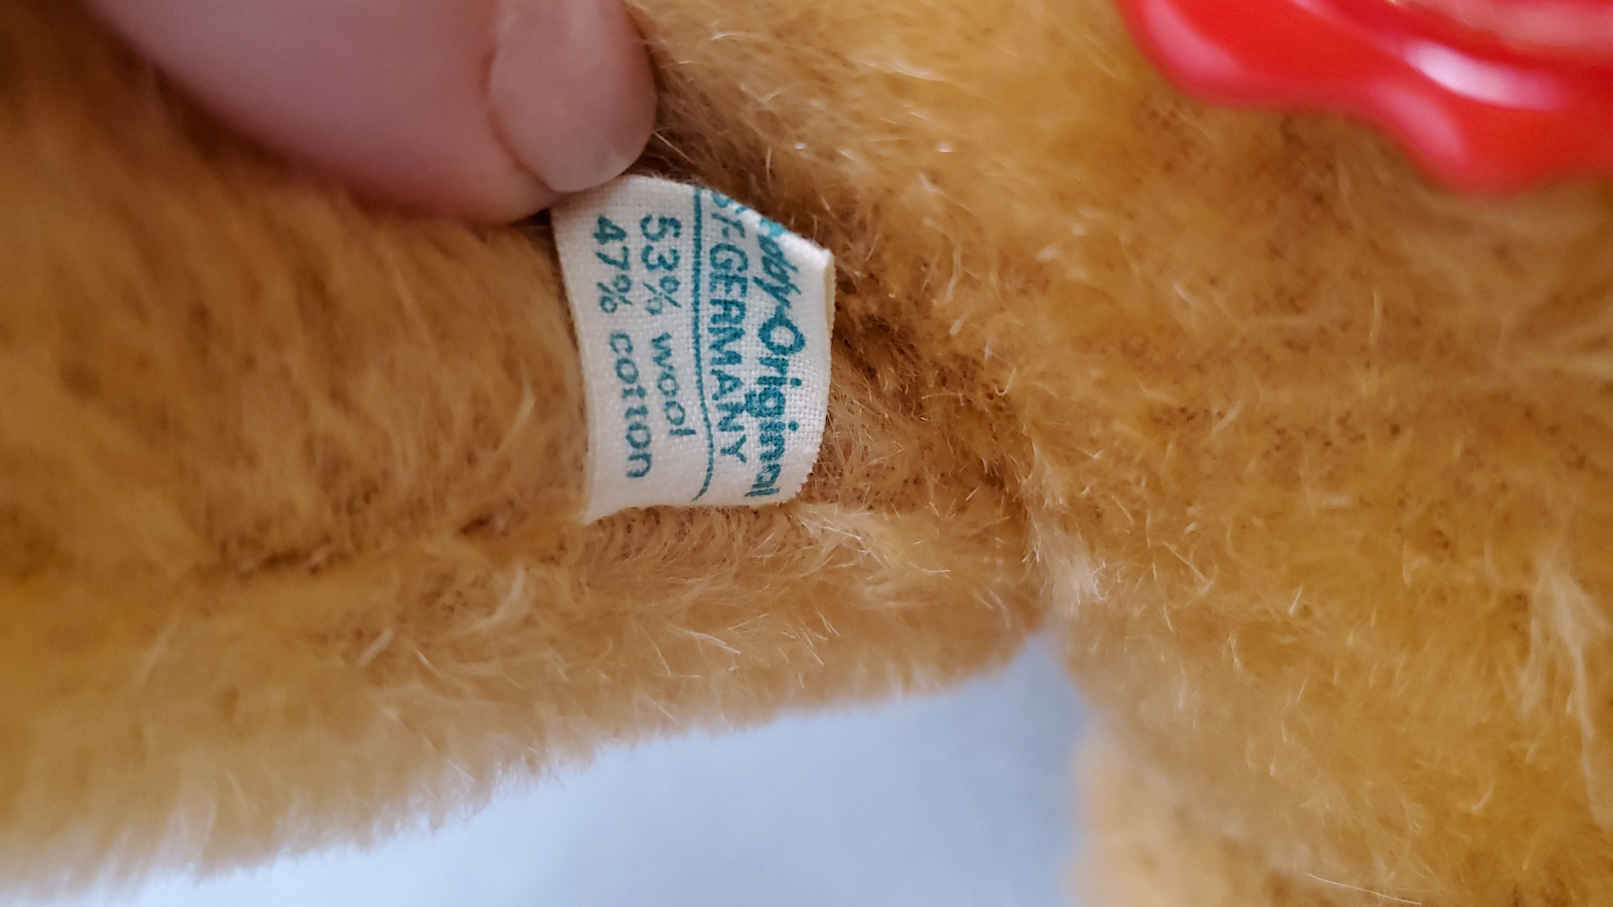 Original
GERMANY
53% wool
47% cotton